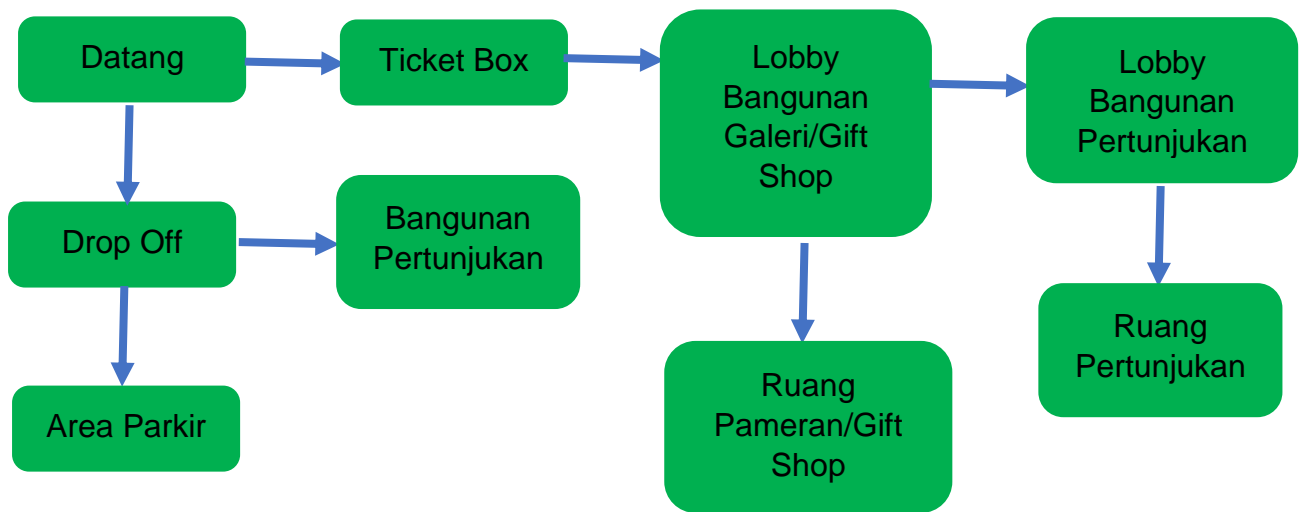 Datang
Ticket Box
Lobby
Bangunan
Galeri/Gift
Shop
Lobby
Bangunan
Pertunjukan
Drop Off
Bangunan
Pertunjukan
Ruang
Pertunjukan
Area Parkir
Ruang
Pameran/Gift
Shop